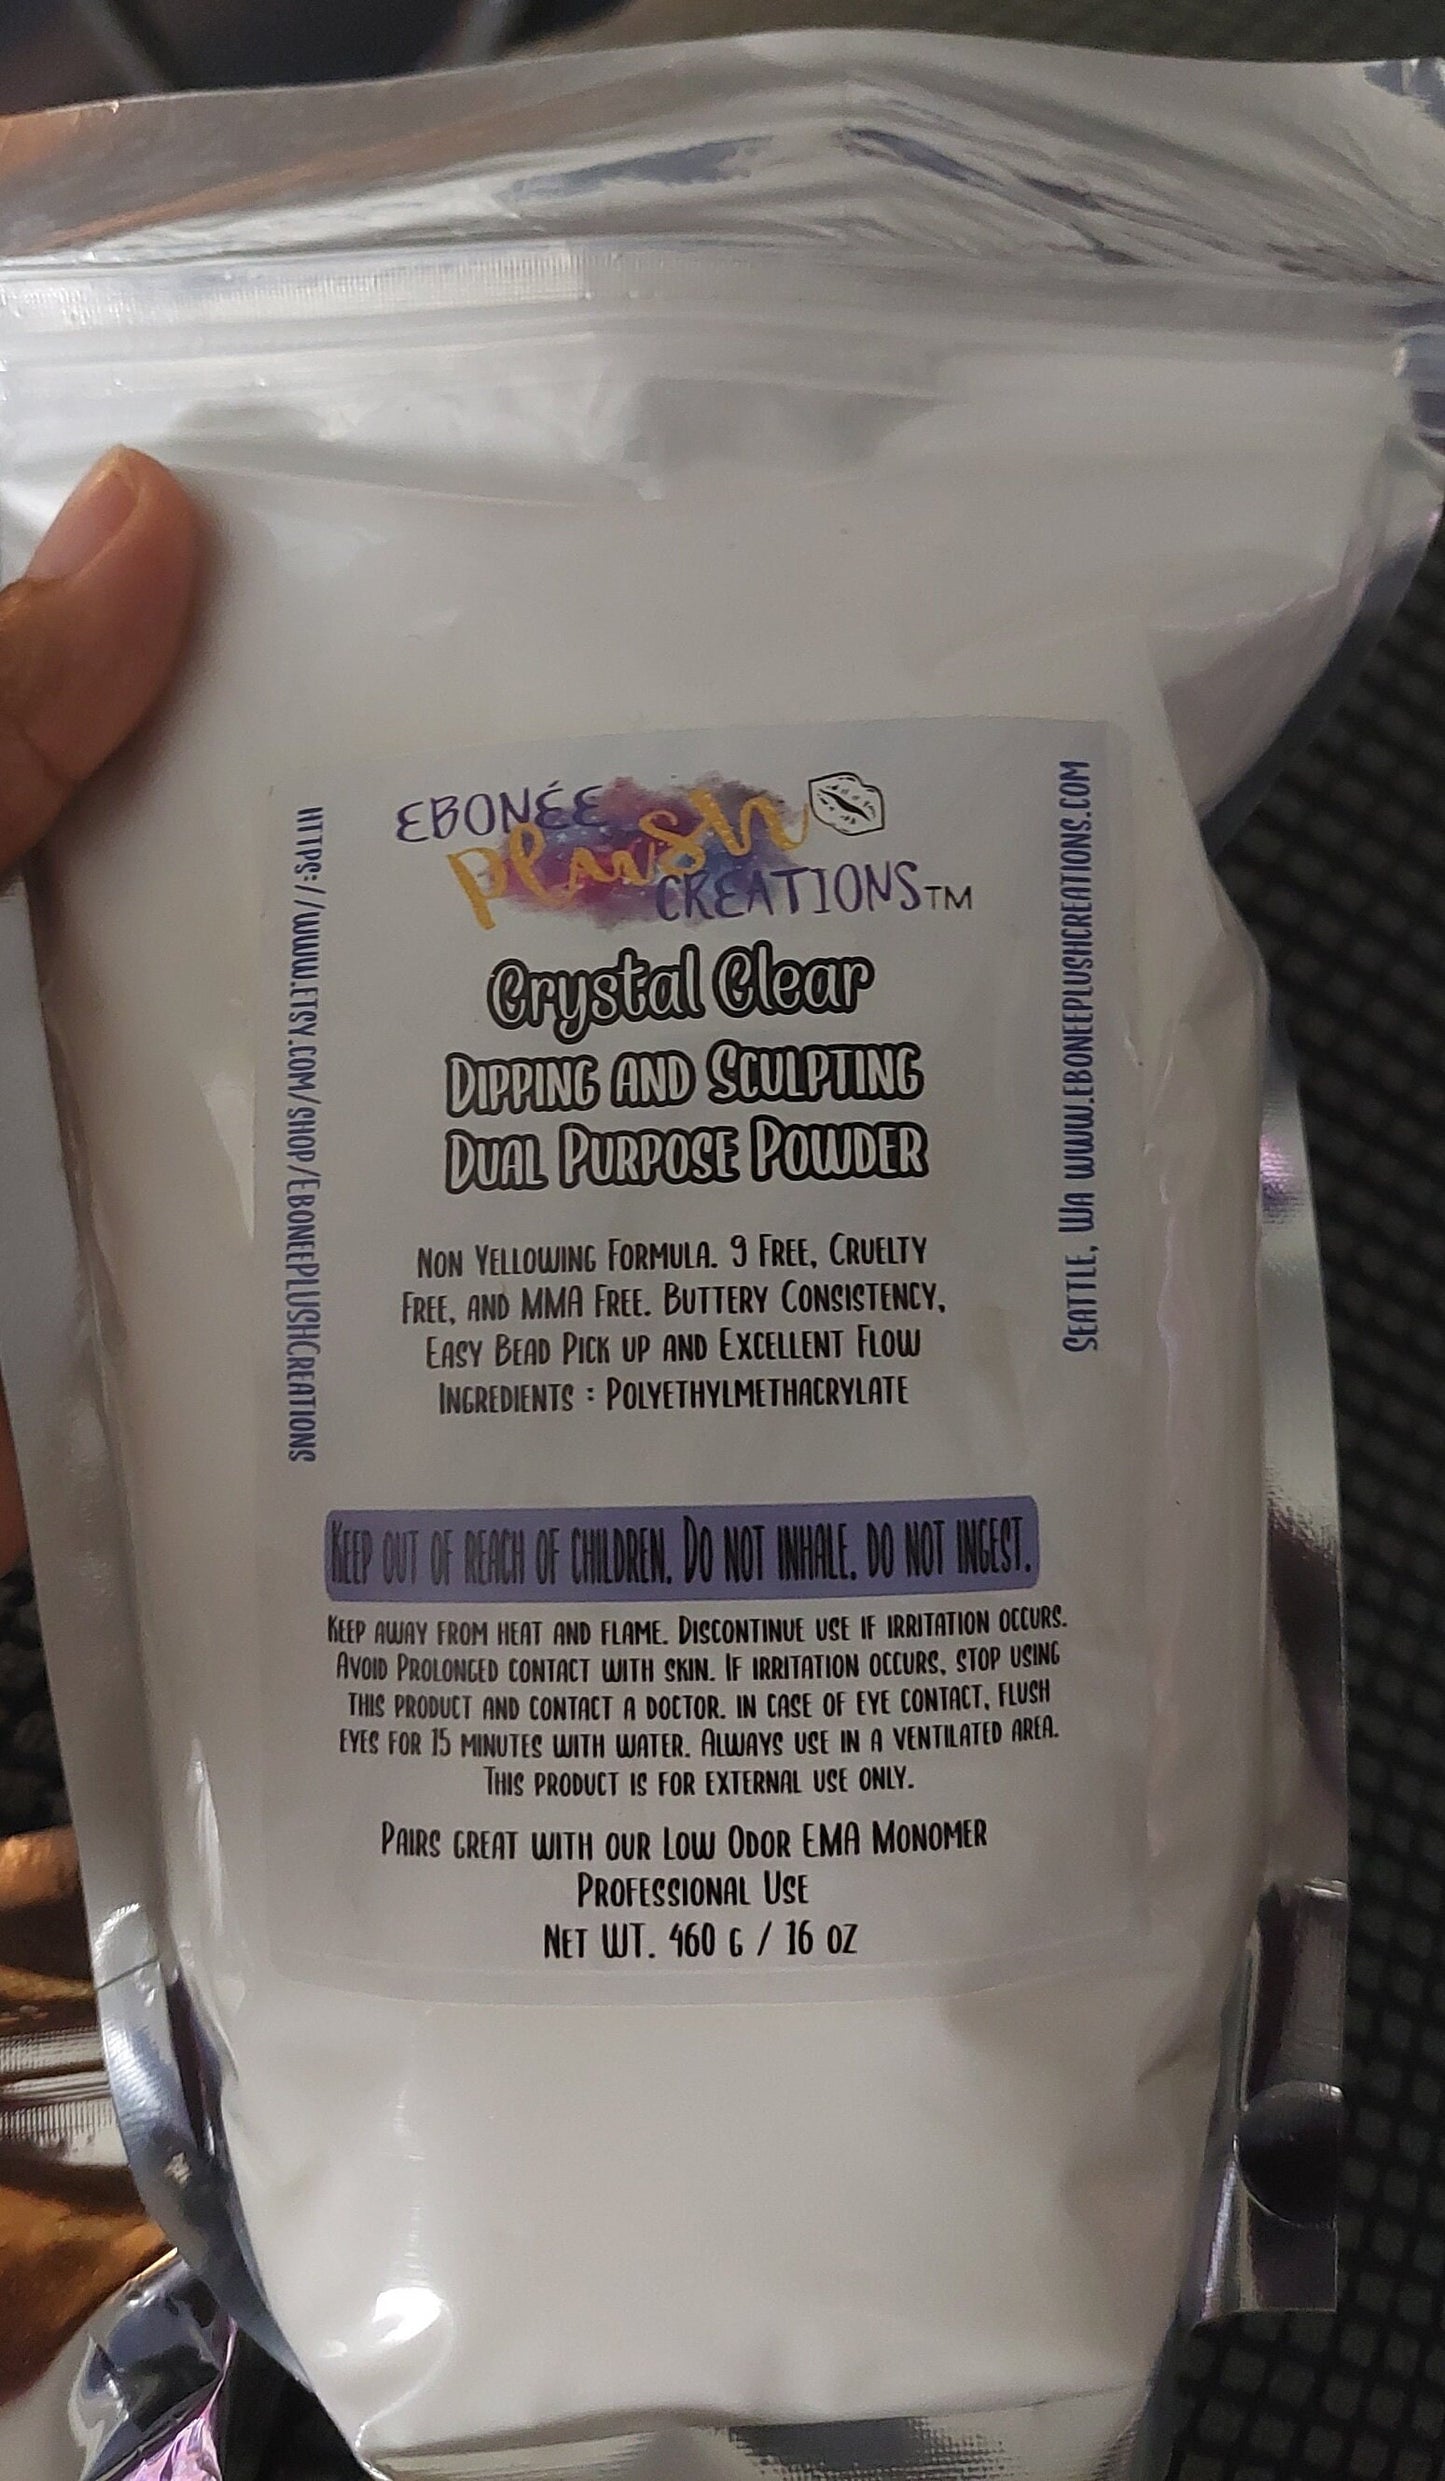 EBONÉE
Plush
CREATIONS™
Crystal Clear
Dipping and Sculpting
Dual Purpose Powder
Non Yellowing Formula. 9 Free, Cruelty
Free, and MMA Free. Buttery Consistency,
Easy Bead Pick up and Excellent Flow
Ingredients : Polyethylmethacrylate
Keep out of reach of children. Do not inhale. do not ingest.
Keep away from heat and flame. Discontinue use if irritation occurs.
Avoid Prolonged contact with skin. If irritation occurs, stop using
this product and contact a doctor. in case of eye contact, flush
eyes for 15 minutes with water. Always use in a ventilated area.
This product is for external use only.
Pairs great with our Low Odor EMA Monomer
Professional Use
Net WT. 460 g / 16 oz
https://www.etsy.com/shop/EboneePlushCreations
Seattle, Wa www.eboneeplushcreations.com